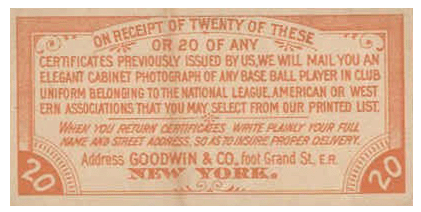 ON RECEIPT OF TWENTY OF THESE
OR 20 OF ANY
CERTIFICATES PREVIOUSLY ISSUED BY US, WE WILL MAIL YOU AN
ELEGANT CABINET PHOTOGRAPH OF ANY BASE BALL PLAYER IN CLUB
UNIFORM BELONGING TO THE NATIONAL LEAGUE, AMERICAN OR WEST
ERN ASSOCIATIONS THAT YOU MAY SELECT FROM OUR PRINTED LIST.
WHEN YOU RETURN CERTIFICATES WRITE PLAINLY YOUR FULL
NAME AND STREET ADDRESS, SO AS TO INSURE PROPER DELIVERY.
Address GOODWIN & CO., foot Grand St., E.R.
NEW YORK.
20 20